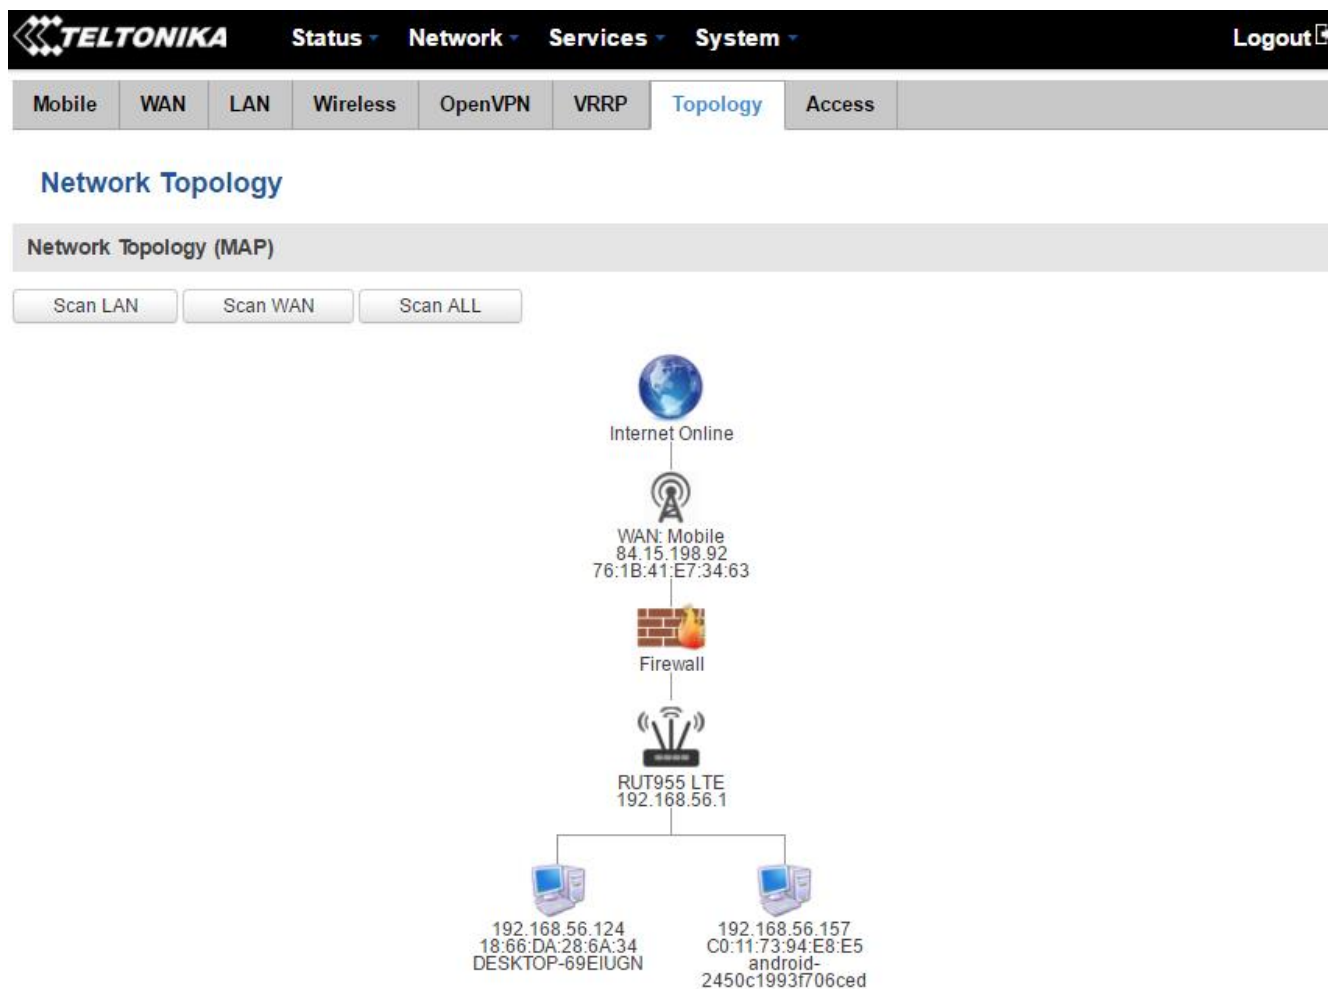 TELTONIKA Status Network Services System Logout
Mobile WAN LAN Wireless OpenVPN VRRP Topology Access
Network Topology
Network Topology (MAP)
Scan LAN Scan WAN Scan ALL
Internet Online
WAN: Mobile
84.15.198.92
76:1B:41:E7:34:63
Firewall
RUT955 LTE
192.168.56.1
192.168.56.124
18:66:DA:28:6A:34
DESKTOP-69EIUGN
192.168.56.157
C0:11:73:94:E8:E5
android-
2450c1993f706ced